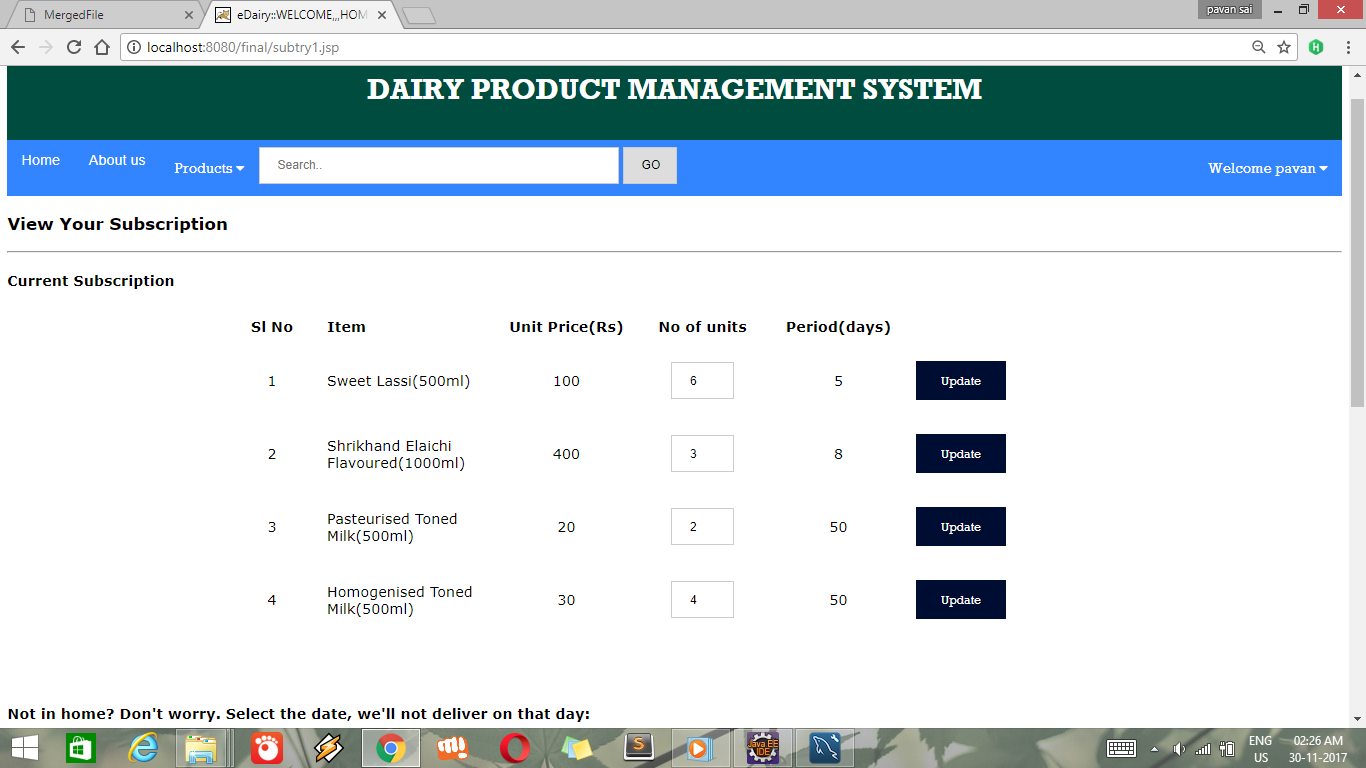 MergedFile
eDairy::WELCOME,,,HOM
pavan sai
localhost:8080/final/subtry1.jsp
DAIRY PRODUCT MANAGEMENT SYSTEM
Home About us Products Search.. GO Welcome pavan
View Your Subscription
Current Subscription
Sl No Item Unit Price(Rs) No of units Period(days)
1 Sweet Lassi(500ml) 100 6 5 Update
2 Shrikhand Elaichi
Flavoured(1000ml) 400 3 8 Update
3 Pasteurised Toned
Milk(500ml) 20 2 50 Update
4 Homogenised Toned
Milk(500ml) 30 4 50 Update
Not in home? Don't worry. Select the date, we'll not deliver on that day:
Java EE
IDE
ENG 02:26 AM
US 30-11-2017